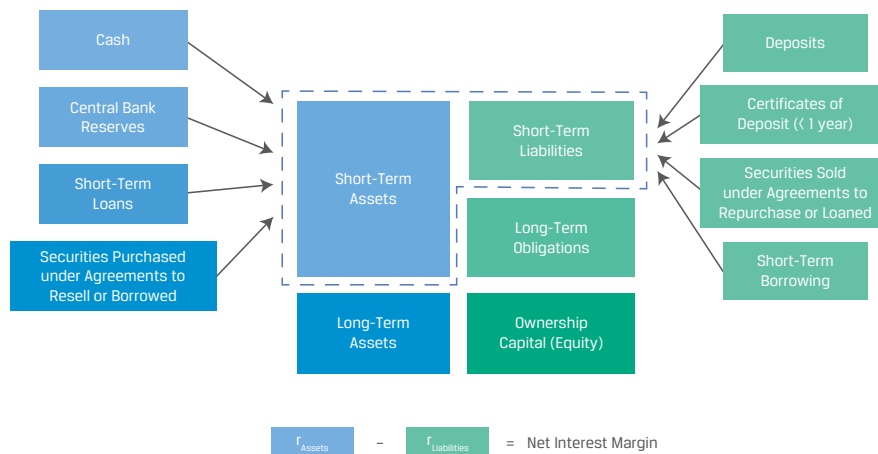 Cash
Central Bank
Reserves
Short-Term
Loans
Securities Purchased
under Agreements to
Resell or Borrowed
Short-Term
Assets
Long-Term
Assets
Short-Term
Liabilities
Long-Term
Obligations
Ownership
Capital (Equity)
Deposits
Certificates of
Deposit (< 1 year)
Securities Sold
under Agreements to
Repurchase or Loaned
Short-Term
Borrowing
r Assets – r Liabilities = Net Interest Margin